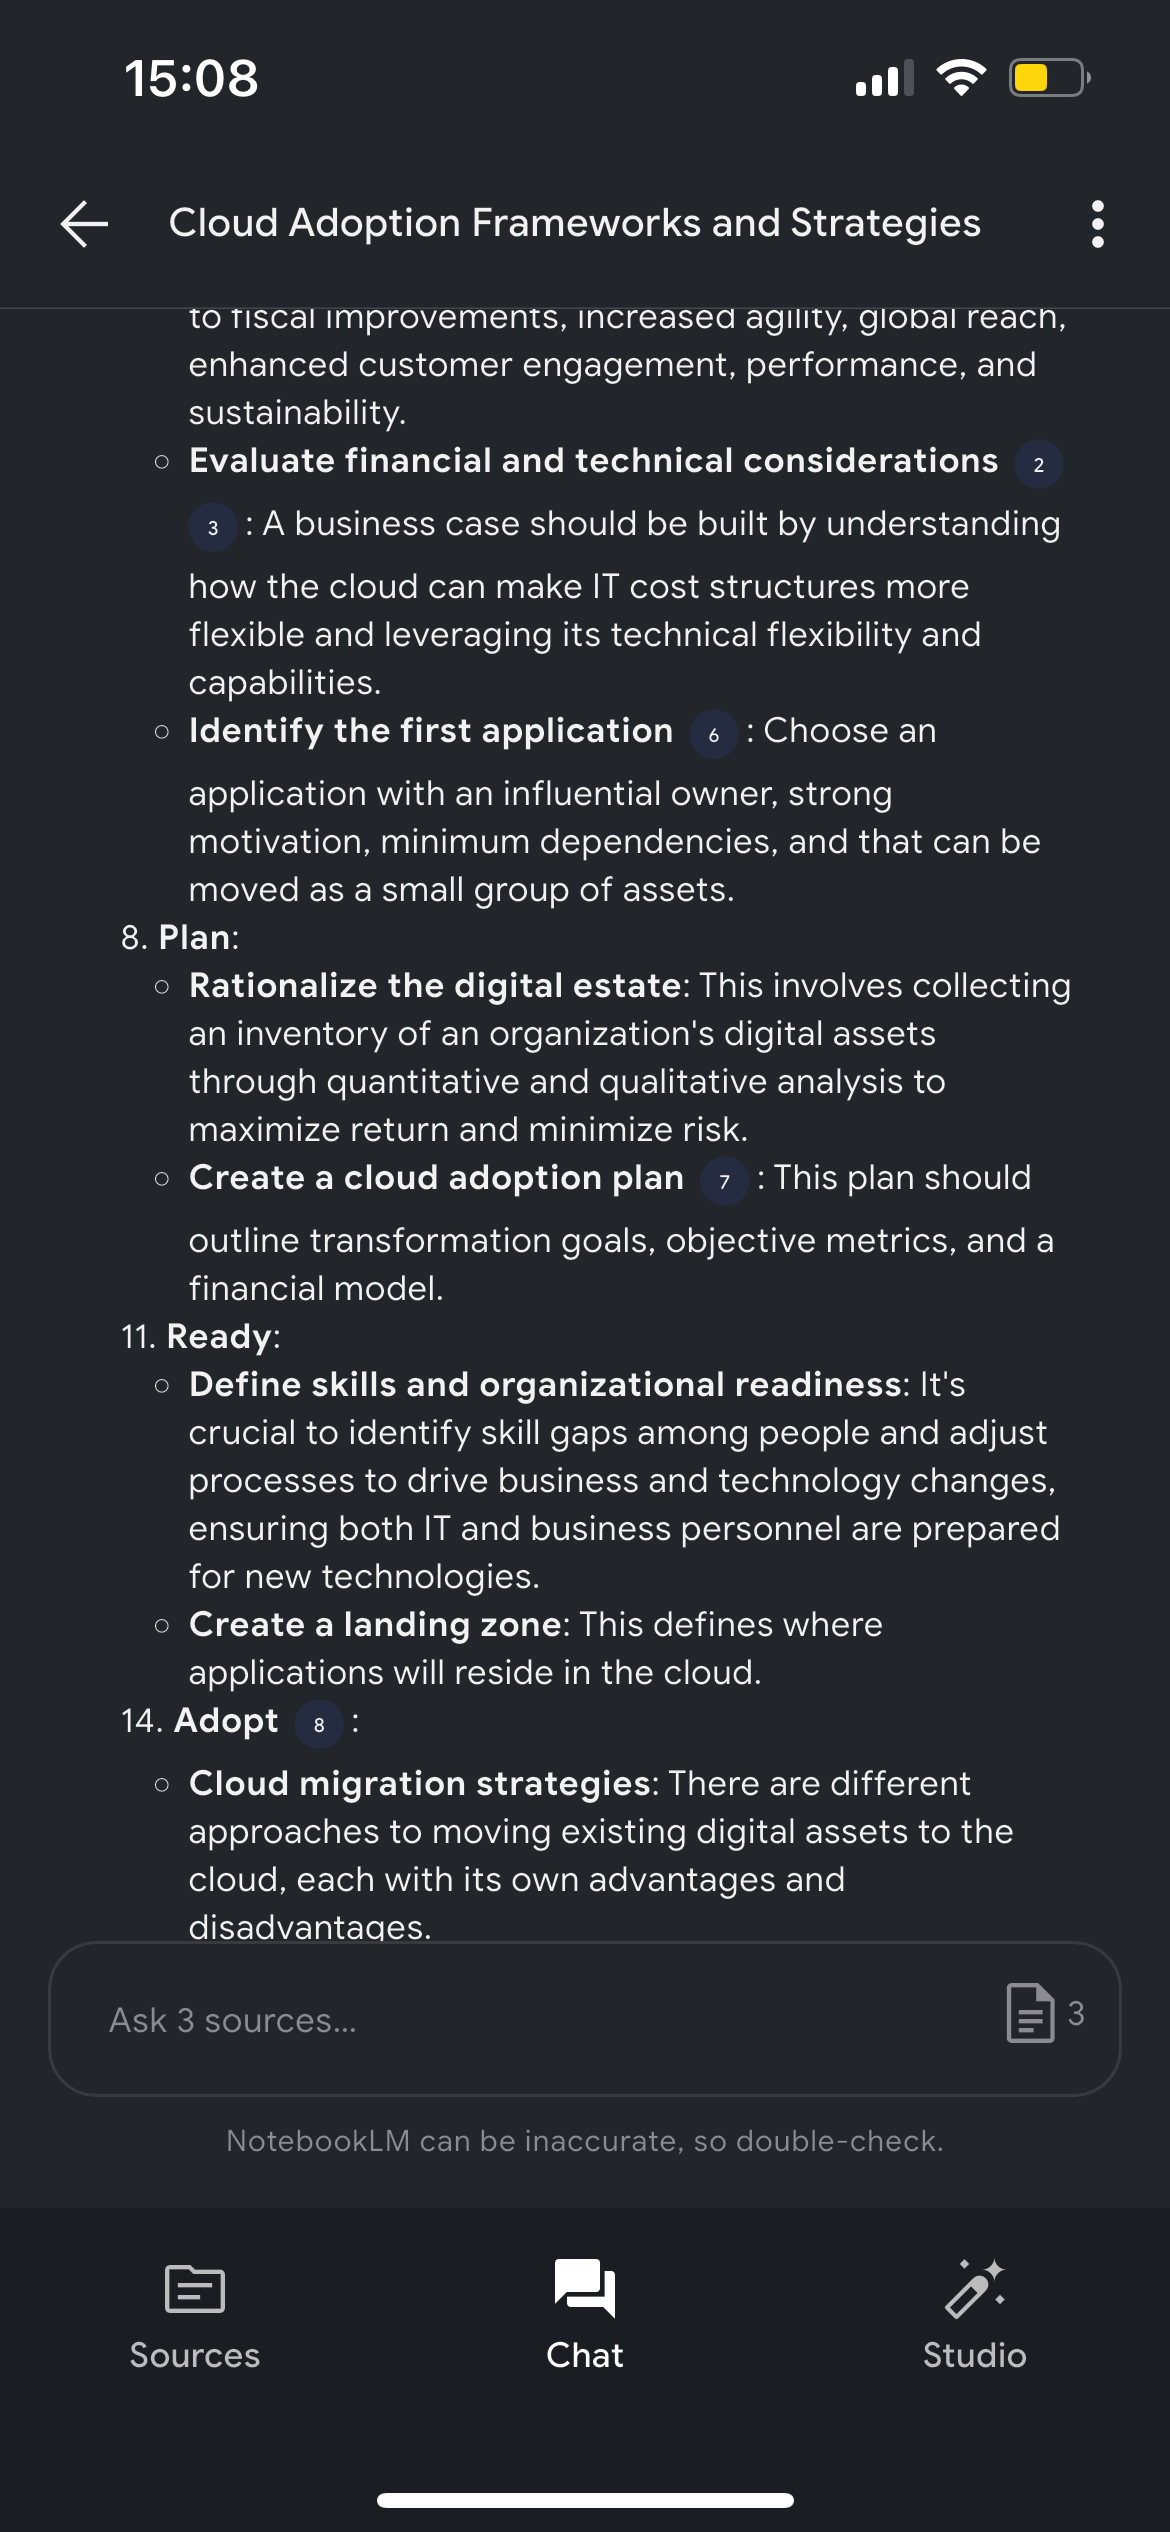 15:08
Cloud Adoption Frameworks and Strategies
to fiscal improvements, increased agility, global reach,
enhanced customer engagement, performance, and
sustainability.
○ Evaluate financial and technical considerations 2
3 : A business case should be built by understanding
how the cloud can make IT cost structures more
flexible and leveraging its technical flexibility and
capabilities.
○ Identify the first application 6 : Choose an
application with an influential owner, strong
motivation, minimum dependencies, and that can be
moved as a small group of assets.
8. Plan:
○ Rationalize the digital estate: This involves collecting
an inventory of an organization's digital assets
through quantitative and qualitative analysis to
maximize return and minimize risk.
○ Create a cloud adoption plan 7 : This plan should
outline transformation goals, objective metrics, and a
financial model.
11. Ready:
○ Define skills and organizational readiness: It's
crucial to identify skill gaps among people and adjust
processes to drive business and technology changes,
ensuring both IT and business personnel are prepared
for new technologies.
○ Create a landing zone: This defines where
applications will reside in the cloud.
14. Adopt 8 :
○ Cloud migration strategies: There are different
approaches to moving existing digital assets to the
cloud, each with its own advantages and
disadvantages.
Ask 3 sources... 3
NotebookLM can be inaccurate, so double-check.
Sources Chat Studio